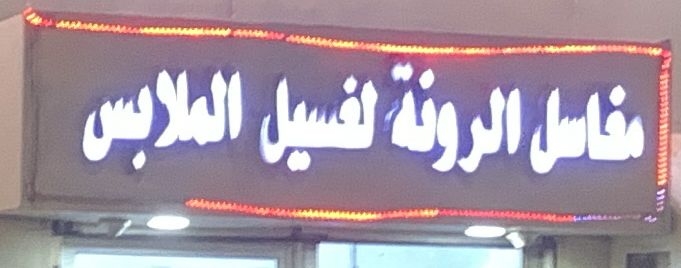 مغاسل الرونة لغسيل الملابس